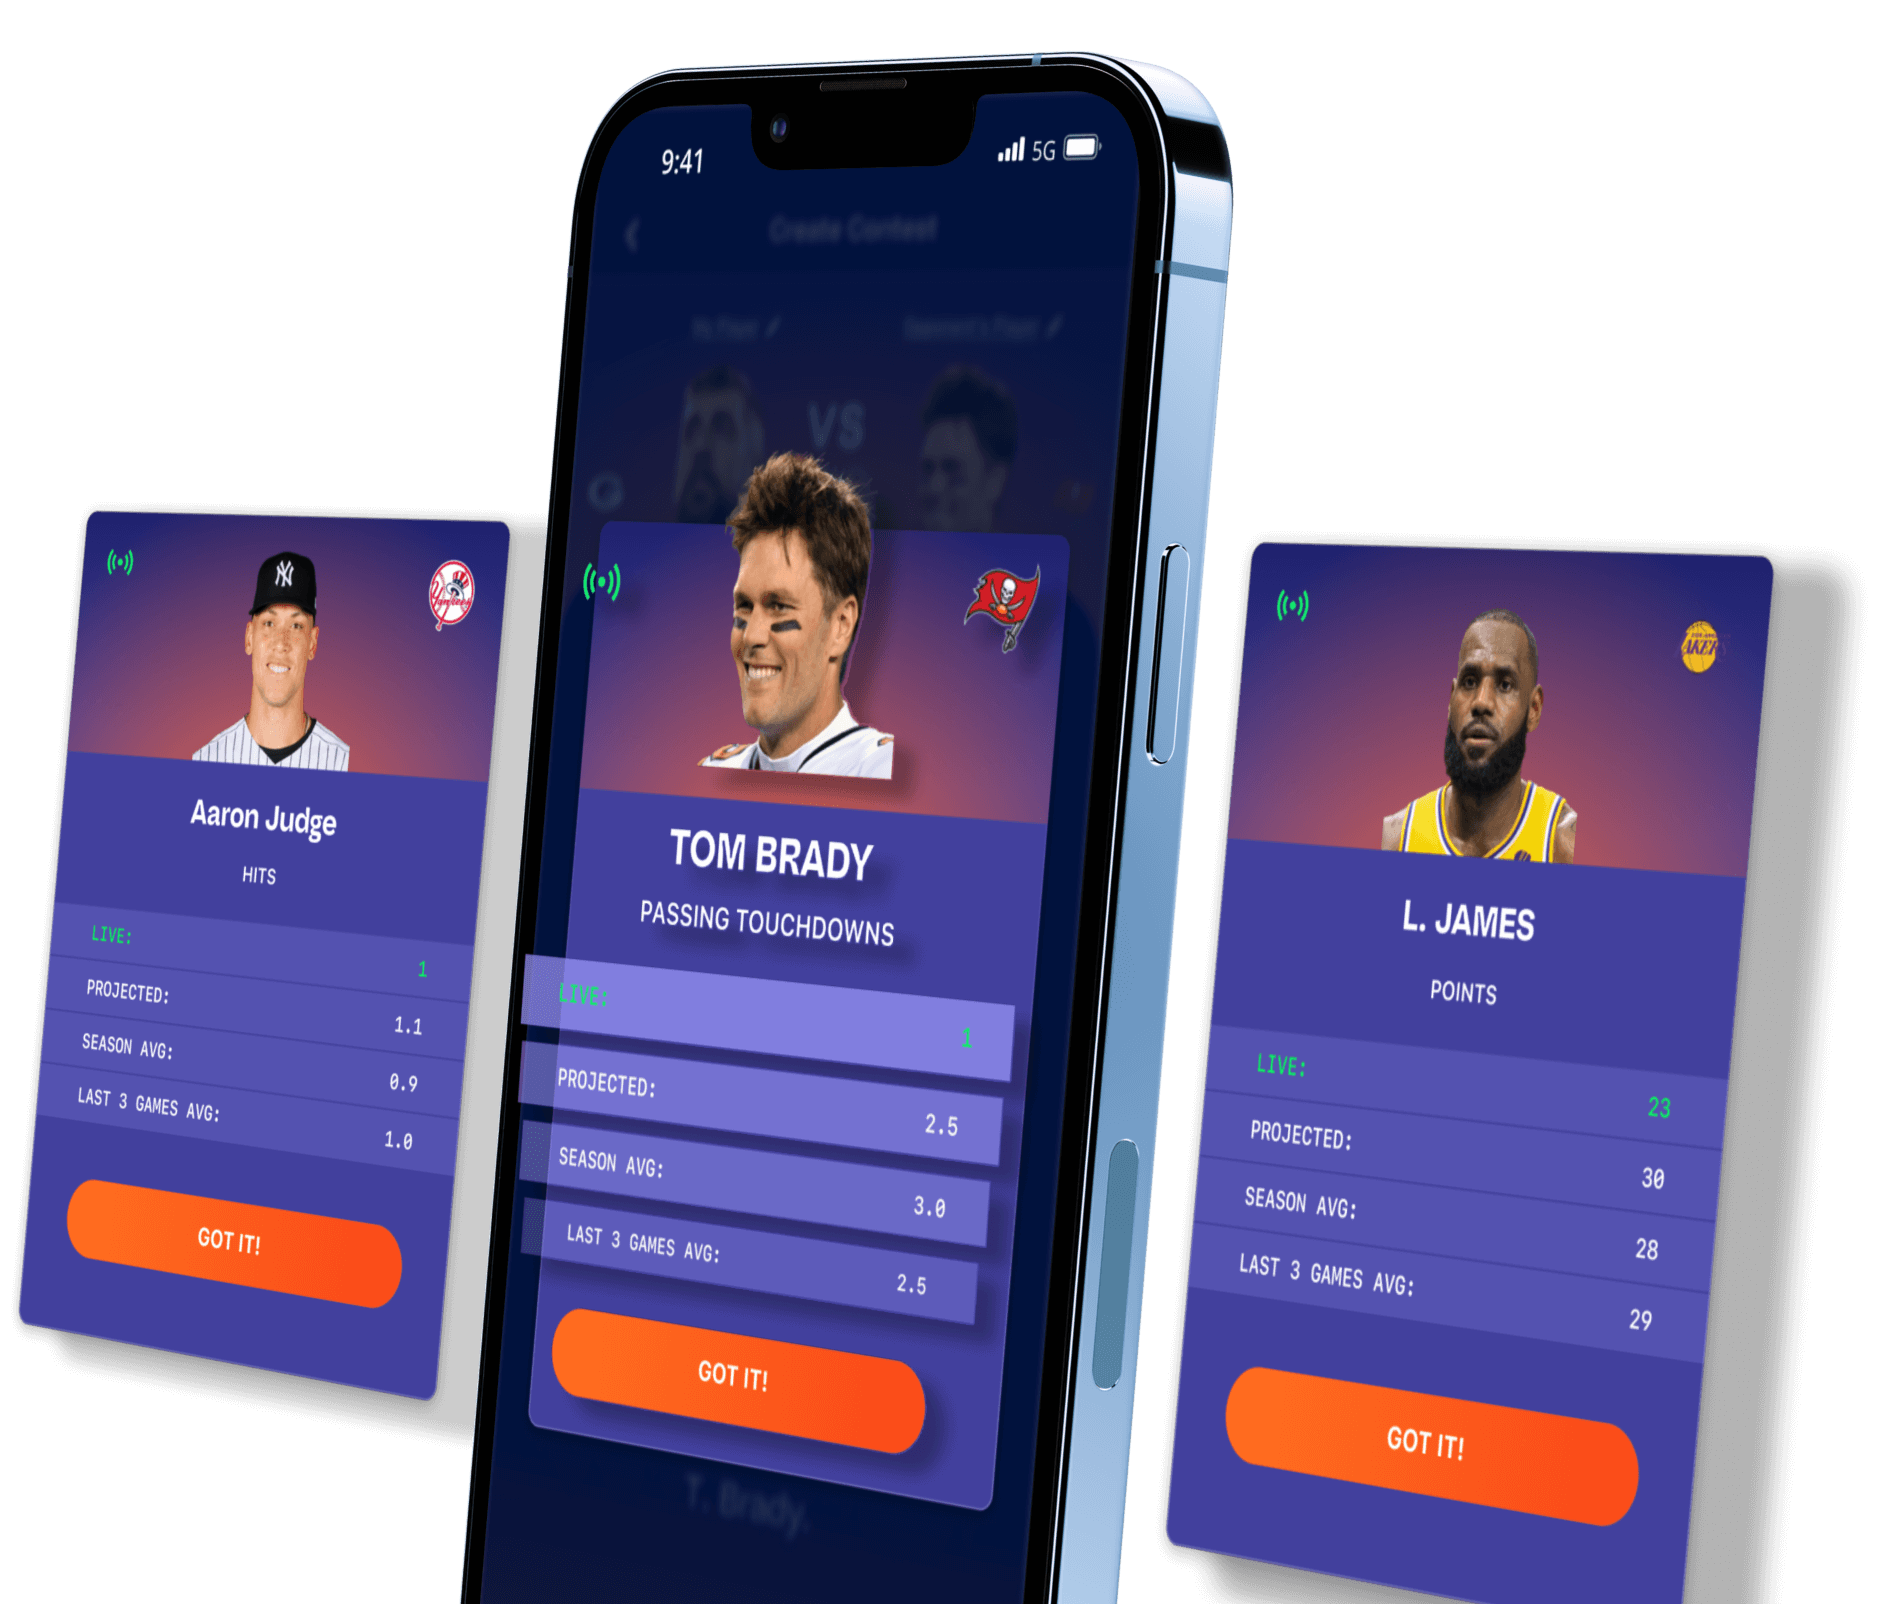 9:41
5G
Create Contest
VS
Aaron Judge
HITS
LIVE:
1
PROJECTED:
1.1
SEASON AVG:
0.9
LAST 3 GAMES AVG:
1.0
GOT IT!
TOM BRADY
PASSING TOUCHDOWNS
LIVE:
1
PROJECTED:
2.5
SEASON AVG:
3.0
LAST 3 GAMES AVG:
2.5
GOT IT!
T. Brady.
L. JAMES
POINTS
LIVE:
23
PROJECTED:
30
SEASON AVG:
28
LAST 3 GAMES AVG:
29
GOT IT!